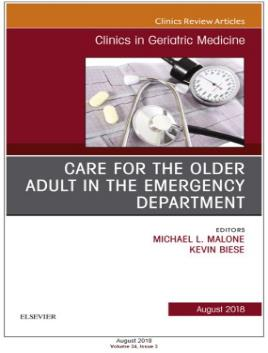 Clinics Review Articles
Clinics in Geriatric Medicine
CARE FOR THE OLDER
ADULT IN THE EMERGENCY
DEPARTMENT
EDITORS
MICHAEL L. MALONE
KEVIN BIESE
ELSEVIER
August 2018
August 2018
Volume 34, Issue 3